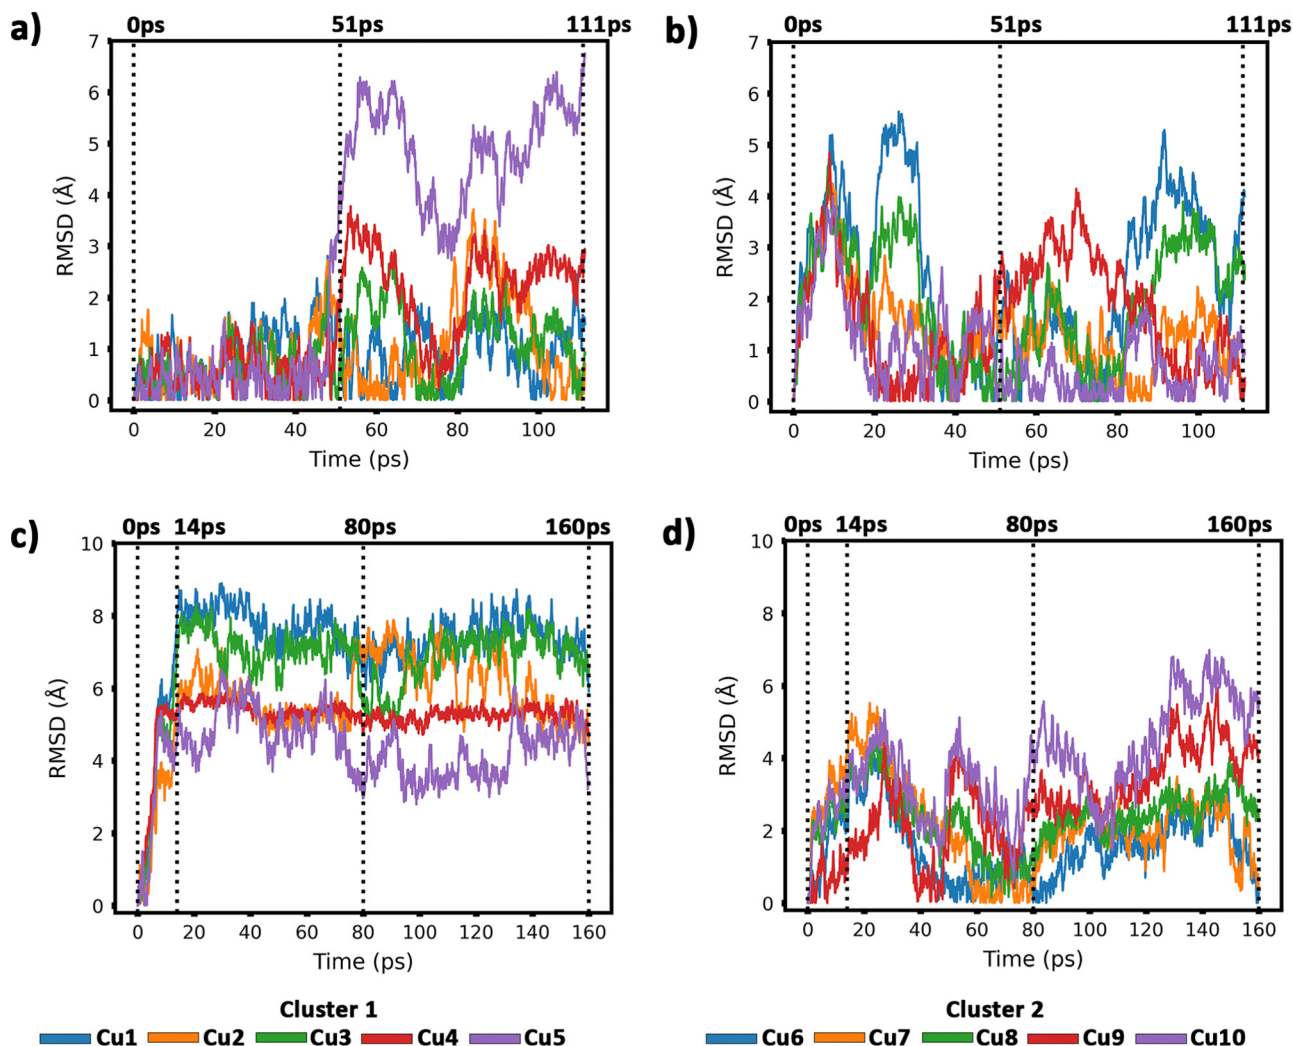 a)
0ps 51ps 111ps
7
6
5
4
3
2
1
0
RMSD (Å)
0 20 40 60 80 100
Time (ps)
b)
0ps 51ps 111ps
7
6
5
4
3
2
1
0
RMSD (Å)
0 20 40 60 80 100
Time (ps)
c)
0ps 14ps 80ps 160ps
10
8
6
4
2
0
RMSD (Å)
0 20 40 60 80 100 120 140 160
Time (ps)
d)
0ps 14ps 80ps 160ps
10
8
6
4
2
0
RMSD (Å)
0 20 40 60 80 100 120 140 160
Time (ps)
Cluster 1
Cu1 Cu2 Cu3 Cu4 Cu5
Cluster 2
Cu6 Cu7 Cu8 Cu9 Cu10